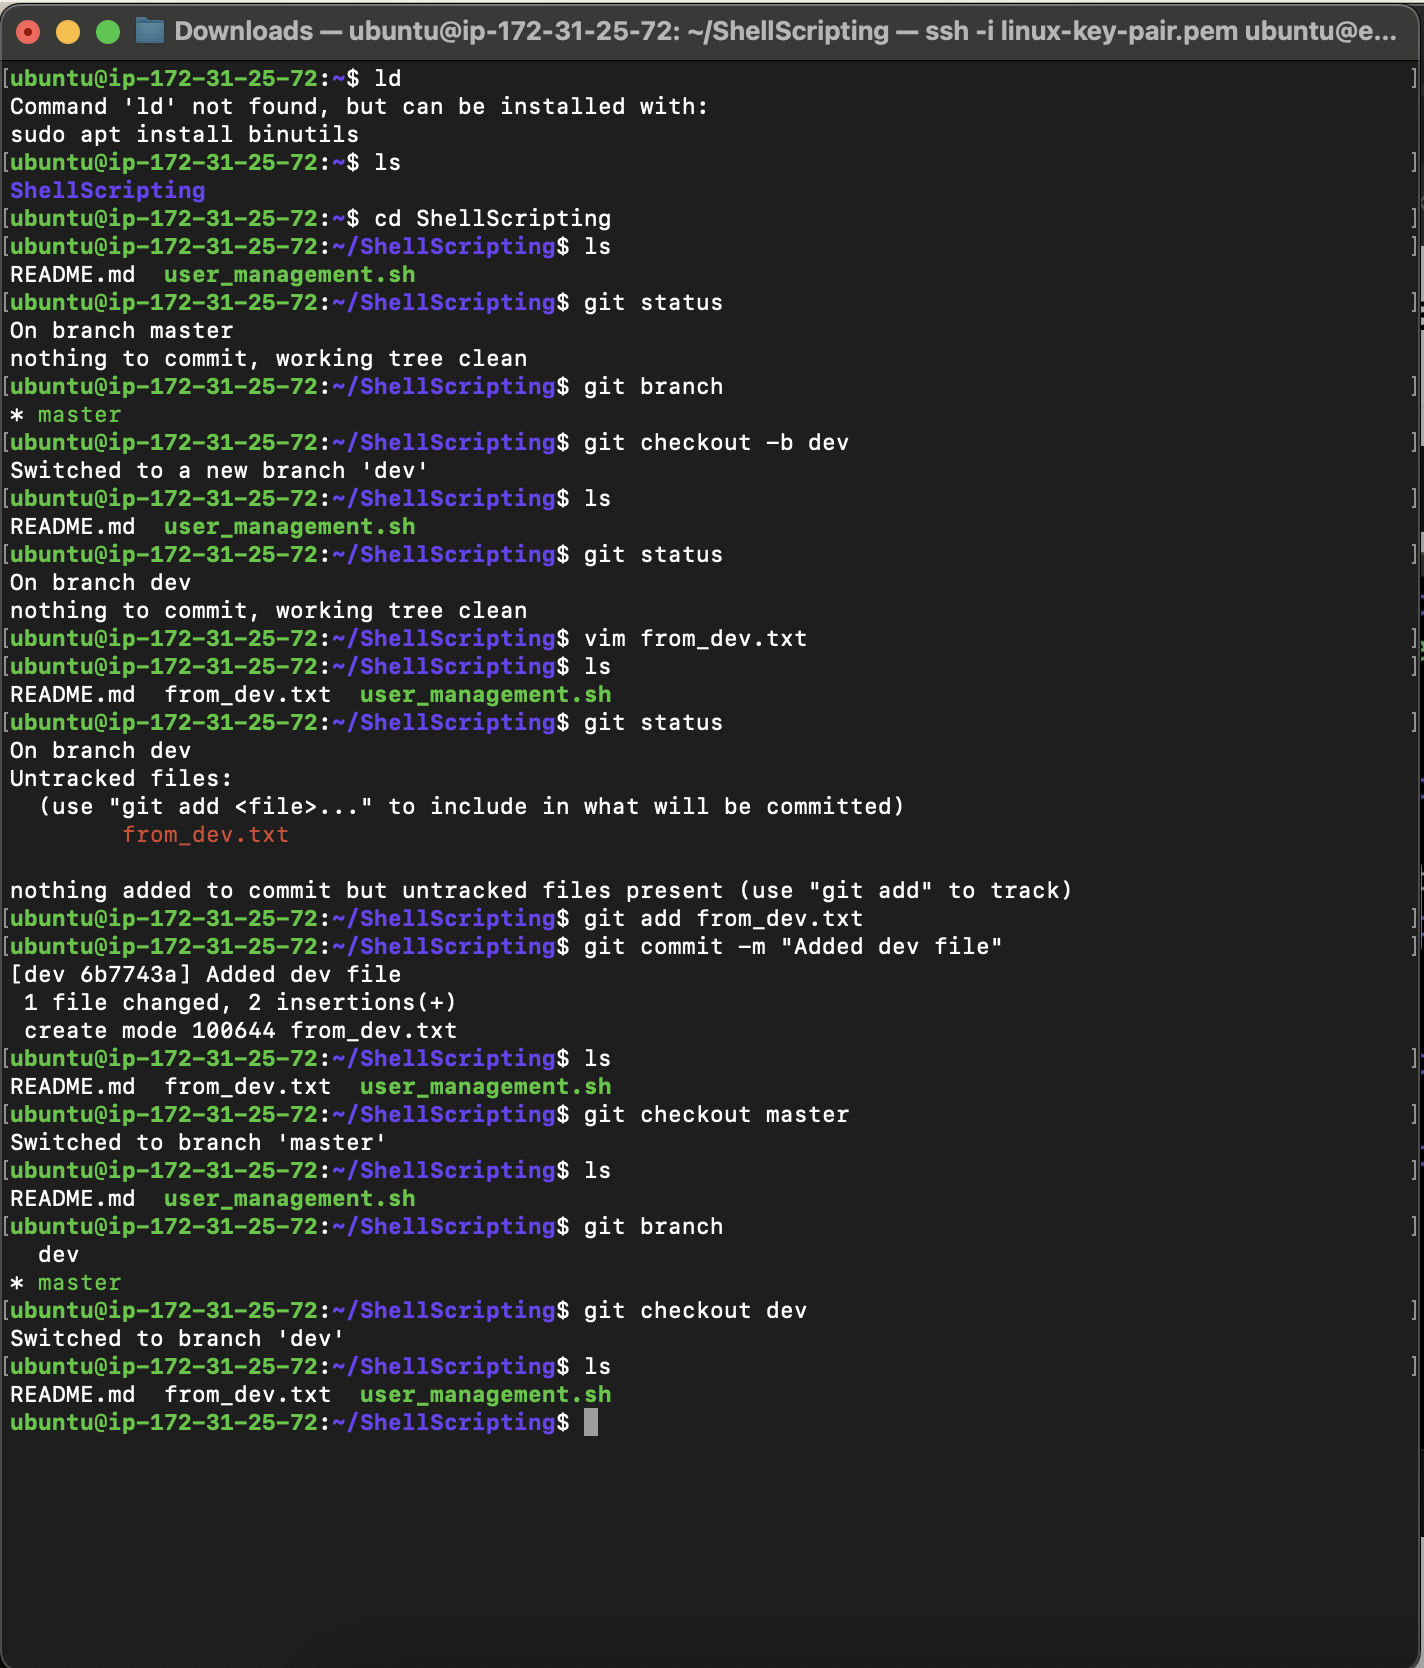 Downloads — ubuntu@ip-172-31-25-72: ~/ShellScripting — ssh -i linux-key-pair.pem ubuntu@e...
[ubuntu@ip-172-31-25-72:~$ ld ]
Command 'ld' not found, but can be installed with:
sudo apt install binutils
[ubuntu@ip-172-31-25-72:~$ ls ]
ShellScripting
[ubuntu@ip-172-31-25-72:~$ cd ShellScripting ]
[ubuntu@ip-172-31-25-72:~/ShellScripting$ ls ]
README.md  user_management.sh
[ubuntu@ip-172-31-25-72:~/ShellScripting$ git status ]
On branch master
nothing to commit, working tree clean
[ubuntu@ip-172-31-25-72:~/ShellScripting$ git branch ]
* master
[ubuntu@ip-172-31-25-72:~/ShellScripting$ git checkout -b dev ]
Switched to a new branch 'dev'
[ubuntu@ip-172-31-25-72:~/ShellScripting$ ls ]
README.md  user_management.sh
[ubuntu@ip-172-31-25-72:~/ShellScripting$ git status ]
On branch dev
nothing to commit, working tree clean
[ubuntu@ip-172-31-25-72:~/ShellScripting$ vim from_dev.txt ]
[ubuntu@ip-172-31-25-72:~/ShellScripting$ ls ]
README.md  from_dev.txt  user_management.sh
[ubuntu@ip-172-31-25-72:~/ShellScripting$ git status ]
On branch dev
Untracked files:
  (use "git add <file>..." to include in what will be committed)
        from_dev.txt

nothing added to commit but untracked files present (use "git add" to track)
[ubuntu@ip-172-31-25-72:~/ShellScripting$ git add from_dev.txt ]
[ubuntu@ip-172-31-25-72:~/ShellScripting$ git commit -m "Added dev file" ]
[dev 6b7743a] Added dev file
 1 file changed, 2 insertions(+)
 create mode 100644 from_dev.txt
[ubuntu@ip-172-31-25-72:~/ShellScripting$ ls ]
README.md  from_dev.txt  user_management.sh
[ubuntu@ip-172-31-25-72:~/ShellScripting$ git checkout master ]
Switched to branch 'master'
[ubuntu@ip-172-31-25-72:~/ShellScripting$ ls ]
README.md  user_management.sh
[ubuntu@ip-172-31-25-72:~/ShellScripting$ git branch ]
  dev
* master
[ubuntu@ip-172-31-25-72:~/ShellScripting$ git checkout dev ]
Switched to branch 'dev'
[ubuntu@ip-172-31-25-72:~/ShellScripting$ ls ]
README.md  from_dev.txt  user_management.sh
ubuntu@ip-172-31-25-72:~/ShellScripting$